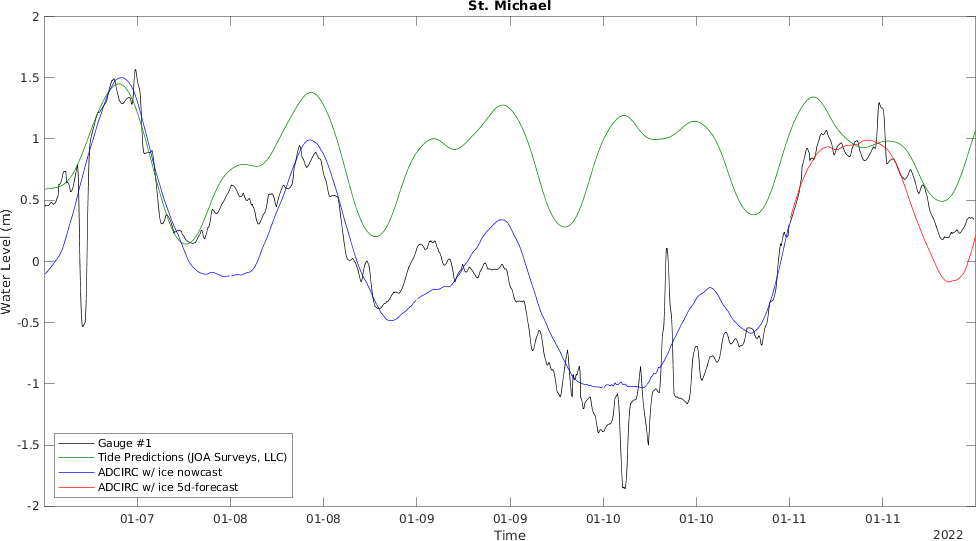 St. Michael
2
1.5
1
0.5
0
-0.5
-1
-1.5
-2
Water Level (m)
Gauge #1
Tide Predictions (JOA Surveys, LLC)
ADCIRC w/ ice nowcast
ADCIRC w/ ice 5d-forecast
01-07 01-08 01-08 01-09 01-09 01-10 01-10 01-11 01-11
Time
2022